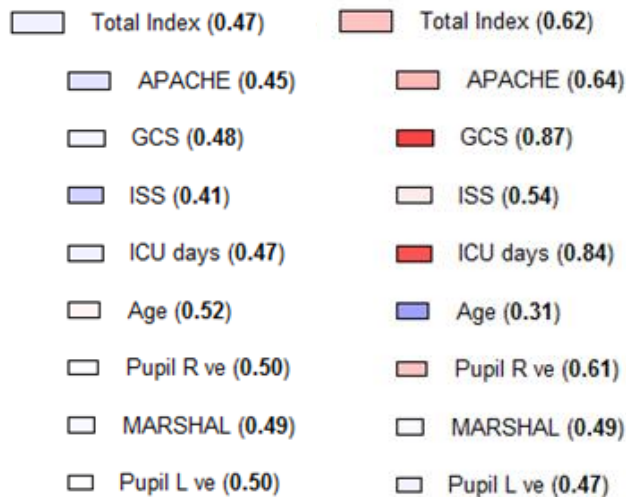 Total Index (0.47) Total Index (0.62)
APACHE (0.45) APACHE (0.64)
GCS (0.48) GCS (0.87)
ISS (0.41) ISS (0.54)
ICU days (0.47) ICU days (0.84)
Age (0.52) Age (0.31)
Pupil R ve (0.50) Pupil R ve (0.61)
MARSHAL (0.49) MARSHAL (0.49)
Pupil L ve (0.50) Pupil L ve (0.47)